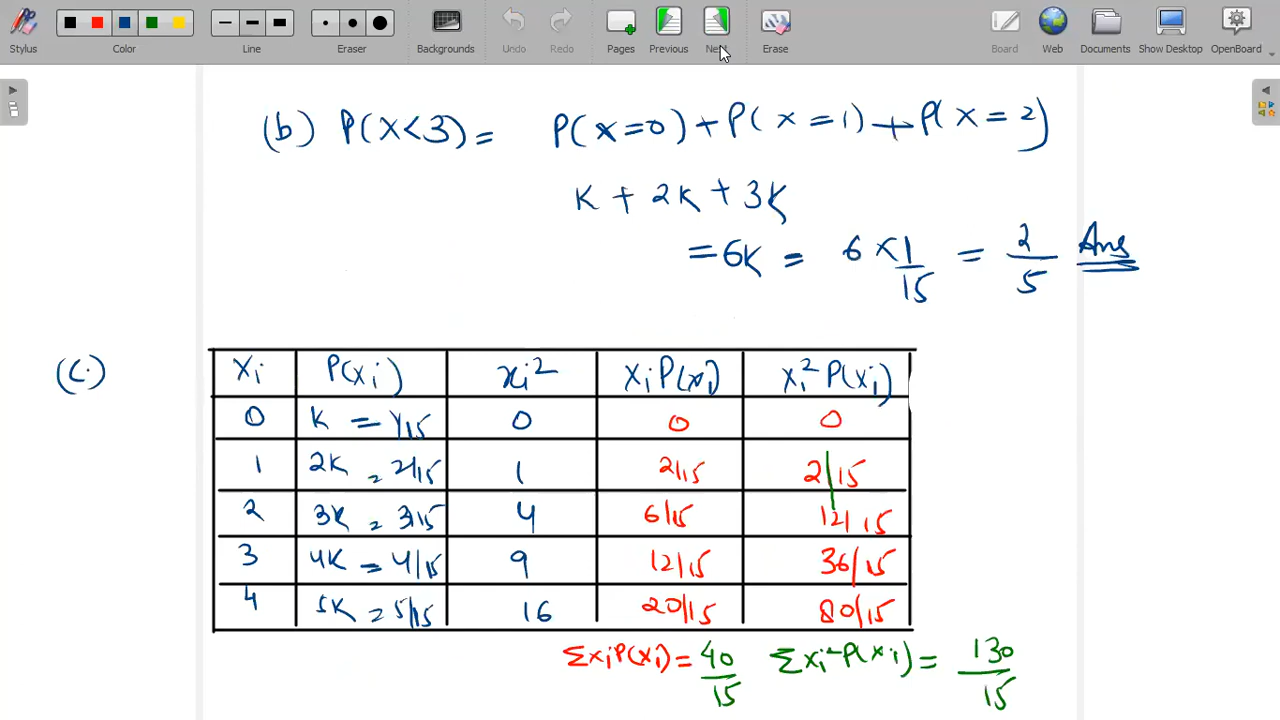 Stylus Color Line Eraser Backgrounds Undo Redo Pages Previous Next Erase Board Web Documents Show Desktop OpenBoard
(b) P(X<3) = P(x=0) + P(x=1) + P(x=2)
K + 2K + 3K
= 6K = 6 × 1/15 = 2/5 Ans
(C)
Xi P(xi) xi² XiP(xi) Xi²P(xi)
0 K = 1/15 0 0 0
1 2K = 2/15 1 2/15 2/15
2 3K = 3/15 4 6/15 12/15
3 4K = 4/15 9 12/15 36/15
4 5K = 5/15 16 20/15 80/15
ΣxiP(xi) = 40/15 Σxi²P(xi) = 130/15